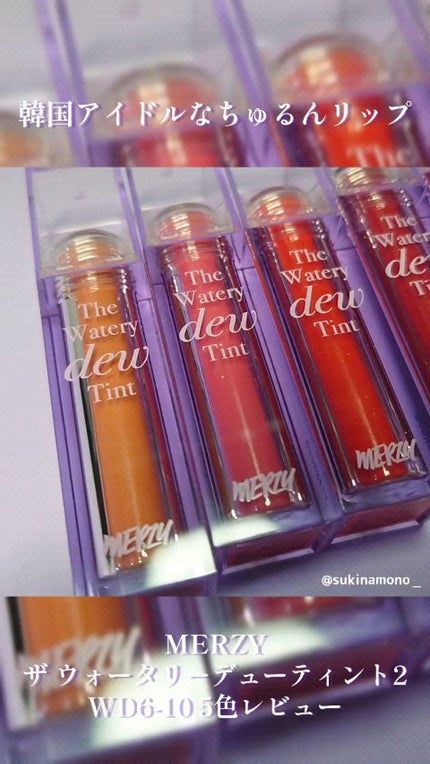 韓国アイドルなちゅるんリップ
The
Watery
dew
Tint
MERZY
The
Watery
dew
Tint
MERZY
The
Watery
dew
Tint
MERZY
The
@sukinamono_
MERZY
ザ ウォータリーデューティント2
WD6-10 5色レビュー